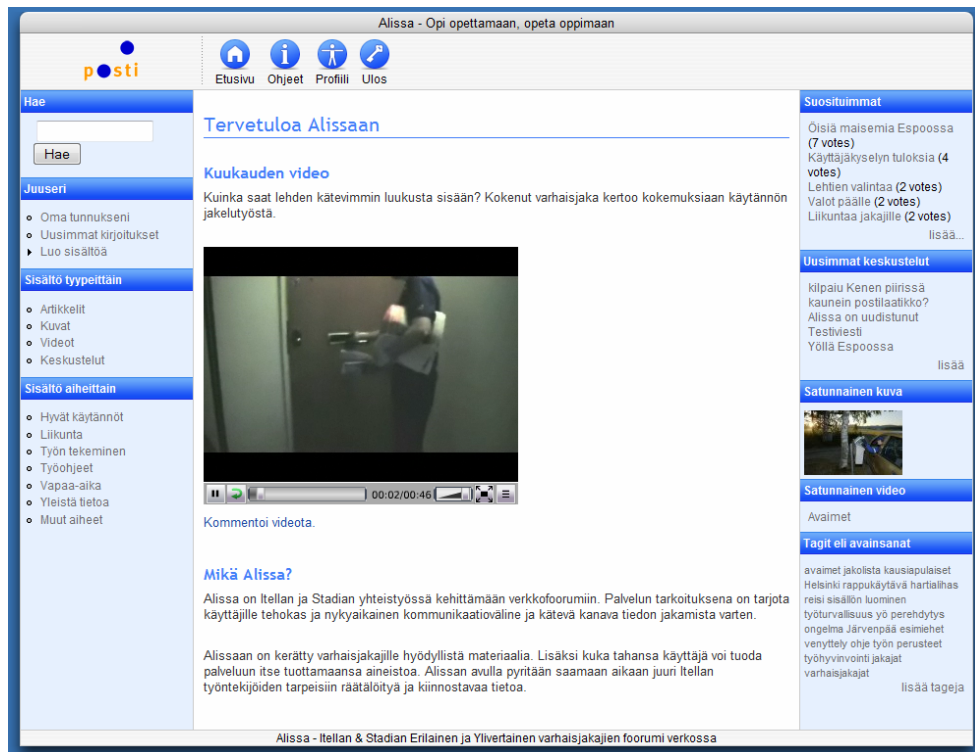 Alissa - Opi opettamaan, opeta oppimaan
posti
Etusivu Ohjeet Profiili Ulos
Hae
Hae
Juuseri
Oma tunnukseni
Uusimmat kirjoitukset
Luo sisältöä
Sisältö tyypeittäin
Artikkelit
Kuvat
Videot
Keskustelut
Sisältö aiheittain
Hyvät käytännöt
Liikunta
Työn tekeminen
Työohjeet
Vapaa-aika
Yleistä tietoa
Muut aiheet
Tervetuloa Alissaan
Kuukauden video
Kuinka saat lehden kätevimmin luukusta sisään? Kokenut varhaisjaka kertoo kokemuksiaan käytännön
jakelutyöstä.
00:02/00:46
Kommentoi videota.
Mikä Alissa?
Alissa on Itellan ja Stadian yhteistyössä kehittämään verkkofoorumiin. Palvelun tarkoituksena on tarjota
käyttäjille tehokas ja nykyaikainen kommunikaatioväline ja kätevä kanava tiedon jakamista varten.
Alissaan on kerätty varhaisjakajille hyödyllistä materiaalia. Lisäksi kuka tahansa käyttäjä voi tuoda
palveluun itse tuottamaansa aineistoa. Alissan avulla pyritään saamaan aikaan juuri Itellan
työntekijöiden tarpeisiin räätälöityä ja kiinnostavaa tietoa.
Suosituimmat
Öisiä maisemia Espoossa
(7 votes)
Käyttäjäkyselyn tuloksia (4
votes)
Lehtien valintaa (2 votes)
Valot päälle (2 votes)
Liikuntaa jakajille (2 votes)
lisää...
Uusimmat keskustelut
kilpaiu Kenen piirissä
kaunein postilaatikko?
Alissa on uudistunut
Testiviesti
Yöllä Espoossa
lisää
Satunnainen kuva
Satunnainen video
Avaimet
Tagit eli avainsanat
avaimet jakolista kausiapulaiset
Helsinki rappukäytävä hartialihas
reisi sisällön luominen
työturvallisuus yö perehdytys
ongelma Järvenpää esimiehet
venyttely ohje työn perusteet
työhyvinvointi jakajat
varhaisjakajat
lisää tageja
Alissa - Itellan & Stadian Erilainen ja Ylivertainen varhaisjakajien foorumi verkossa